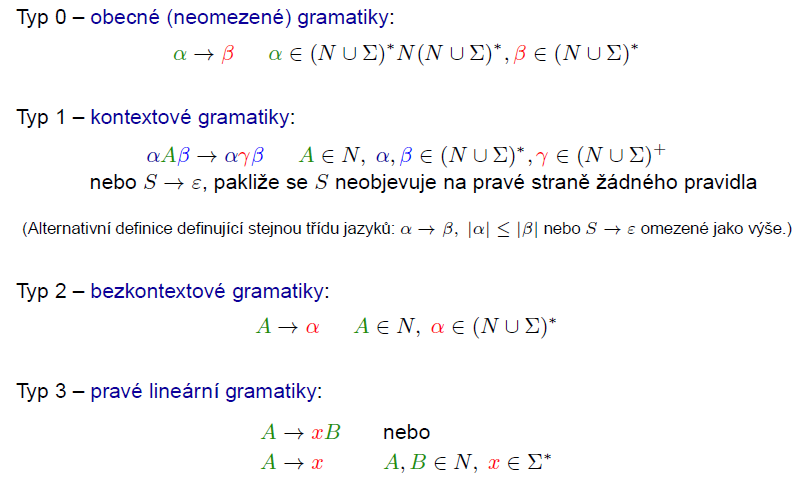 Typ 0 – obecné (neomezené) gramatiky:
α → β α ∈ (N ∪ Σ)*N(N ∪ Σ)*, β ∈ (N ∪ Σ)*
Typ 1 – kontextové gramatiky:
αAβ → αγβ A ∈ N, α, β ∈ (N ∪ Σ)*, γ ∈ (N ∪ Σ)⁺
nebo S → ε, pakliže se S neobjevuje na pravé straně žádného pravidla
(Alternativní definice definující stejnou třídu jazyků: α → β, |α| ≤ |β| nebo S → ε omezené jako výše.)
Typ 2 – bezkontextové gramatiky:
A → α A ∈ N, α ∈ (N ∪ Σ)*
Typ 3 – pravé lineární gramatiky:
A → xB nebo
A → x A, B ∈ N, x ∈ Σ*